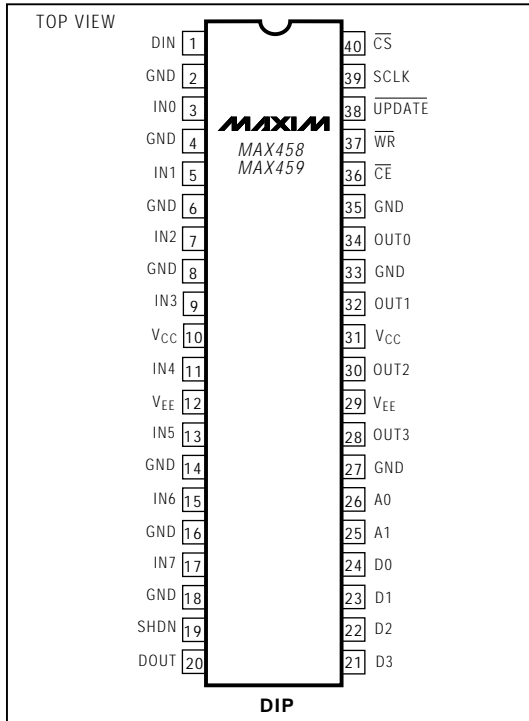 TOP VIEW
DIN 1
GND 2
IN0 3
GND 4
IN1 5
GND 6
IN2 7
GND 8
IN3 9
VCC 10
IN4 11
VEE 12
IN5 13
GND 14
IN6 15
GND 16
IN7 17
GND 18
SHDN 19
DOUT 20
MAXIM
MAX458
MAX459
40 C̅S̅
39 SCLK
38 U̅P̅D̅A̅T̅E̅
37 W̅R̅
36 C̅E̅
35 GND
34 OUT0
33 GND
32 OUT1
31 VCC
30 OUT2
29 VEE
28 OUT3
27 GND
26 A0
25 A1
24 D0
23 D1
22 D2
21 D3
DIP